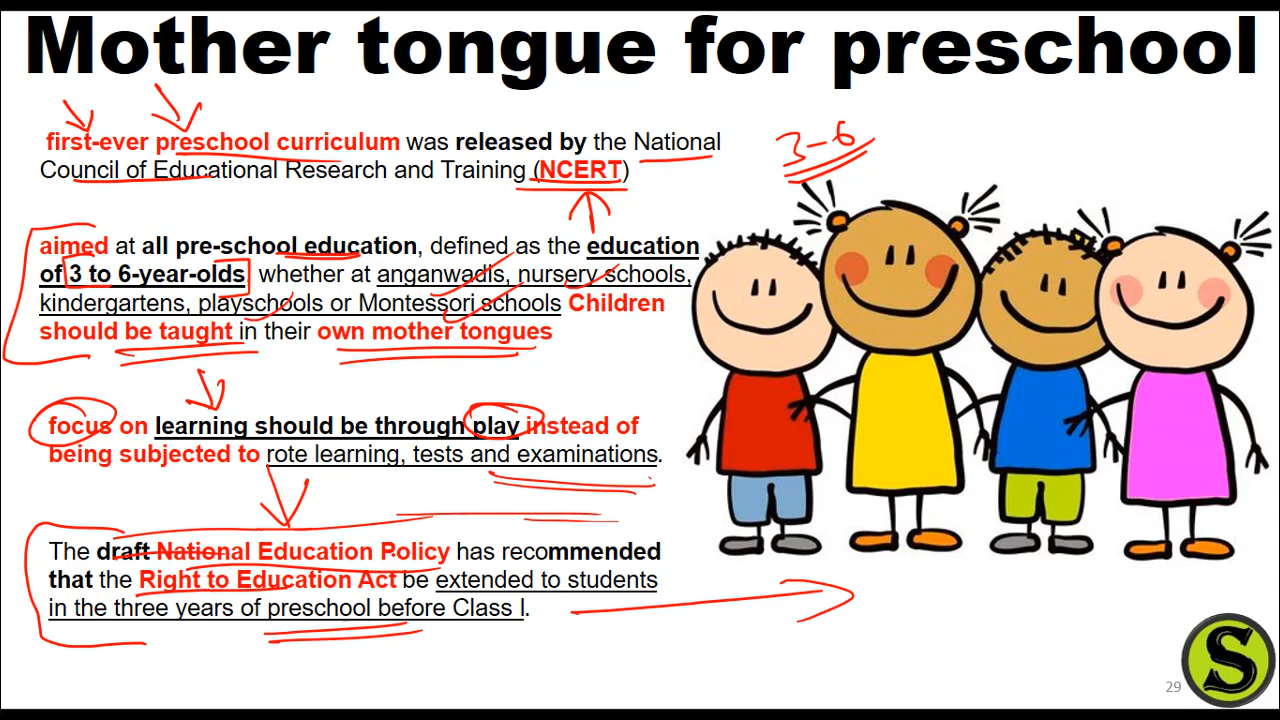 Mother tongue for preschool
first-ever preschool curriculum was released by the National
Council of Educational Research and Training (NCERT)
3-6
aimed at all pre-school education, defined as the education
of 3 to 6-year-olds, whether at anganwadis, nursery schools,
kindergartens, playschools or Montessori schools Children
should be taught in their own mother tongues
focus on learning should be through play instead of
being subjected to rote learning, tests and examinations.
The draft National Education Policy has recommended
that the Right to Education Act be extended to students
in the three years of preschool before Class I.
29
S